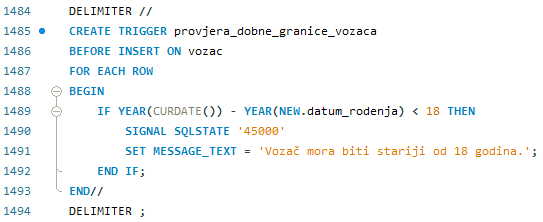 1484 DELIMITER //
1485 CREATE TRIGGER provjera_dobne_granice_vozaca
1486 BEFORE INSERT ON vozac
1487 FOR EACH ROW
1488 BEGIN
1489 IF YEAR(CURDATE()) - YEAR(NEW.datum_rodenja) < 18 THEN
1490 SIGNAL SQLSTATE '45000'
1491 SET MESSAGE_TEXT = 'Vozač mora biti stariji od 18 godina.';
1492 END IF;
1493 END//
1494 DELIMITER ;